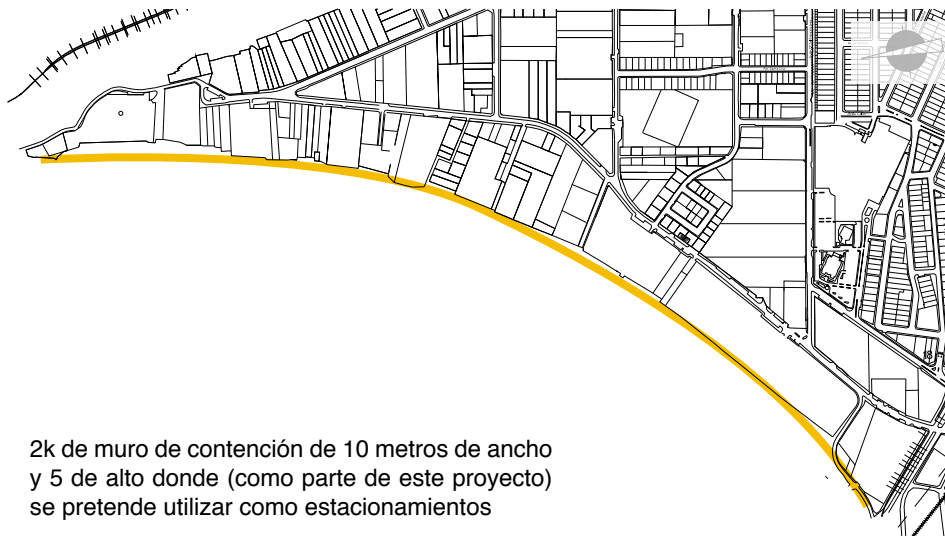 2k de muro de contención de 10 metros de ancho
y 5 de alto donde (como parte de este proyecto)
se pretende utilizar como estacionamientos